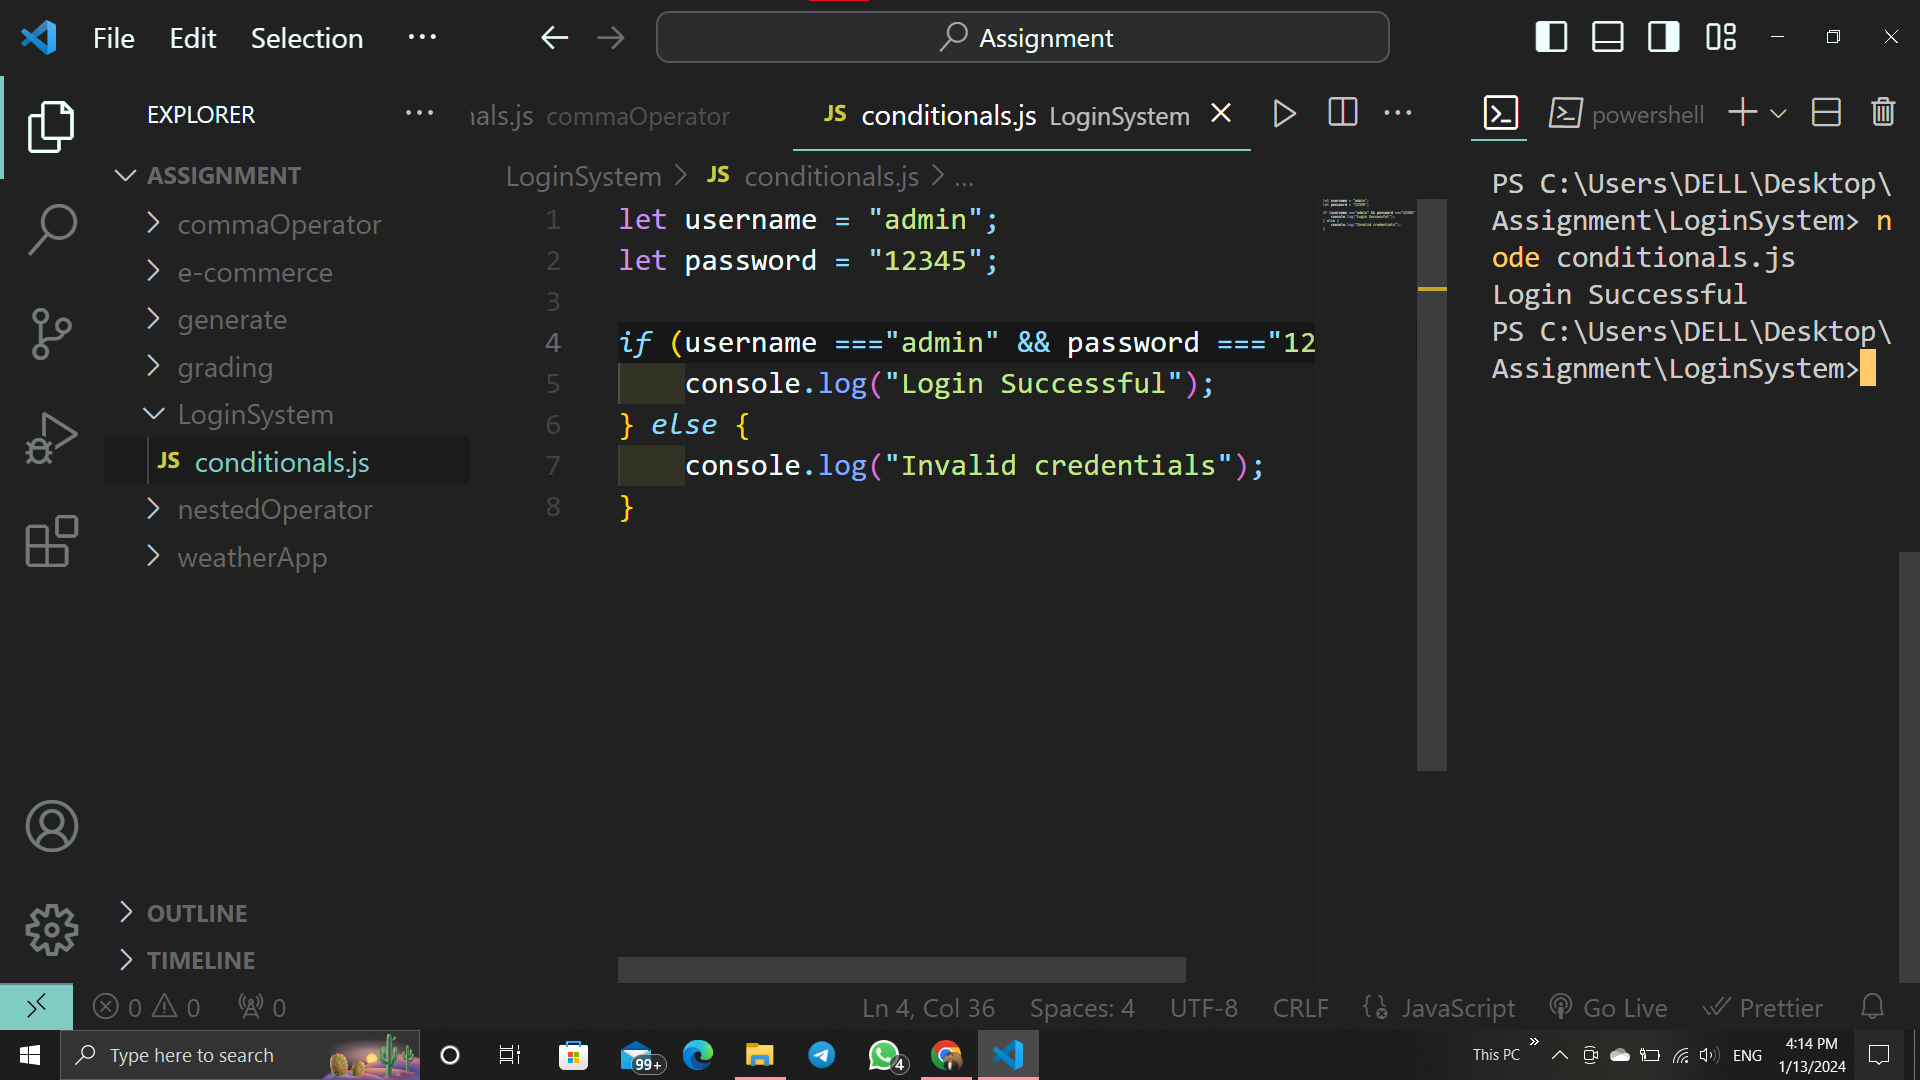 File Edit Selection ···
Assignment
EXPLORER ···
nals.js commaOperator
JS conditionals.js LoginSystem
powershell
ASSIGNMENT
commaOperator
e-commerce
generate
grading
LoginSystem
JS conditionals.js
nestedOperator
weatherApp
OUTLINE
TIMELINE
LoginSystem > JS conditionals.js > ...
1 let username = "admin";
2 let password = "12345";
3
4 if (username ==="admin" && password ==="12
5 console.log("Login Successful");
6 } else {
7 console.log("Invalid credentials");
8 }
PS C:\Users\DELL\Desktop\
Assignment\LoginSystem> n
ode conditionals.js
Login Successful
PS C:\Users\DELL\Desktop\
Assignment\LoginSystem>
0 0 0
Ln 4, Col 36 Spaces: 4 UTF-8 CRLF JavaScript Go Live Prettier
Type here to search
99+
4
This PC
ENG
4:14 PM
1/13/2024